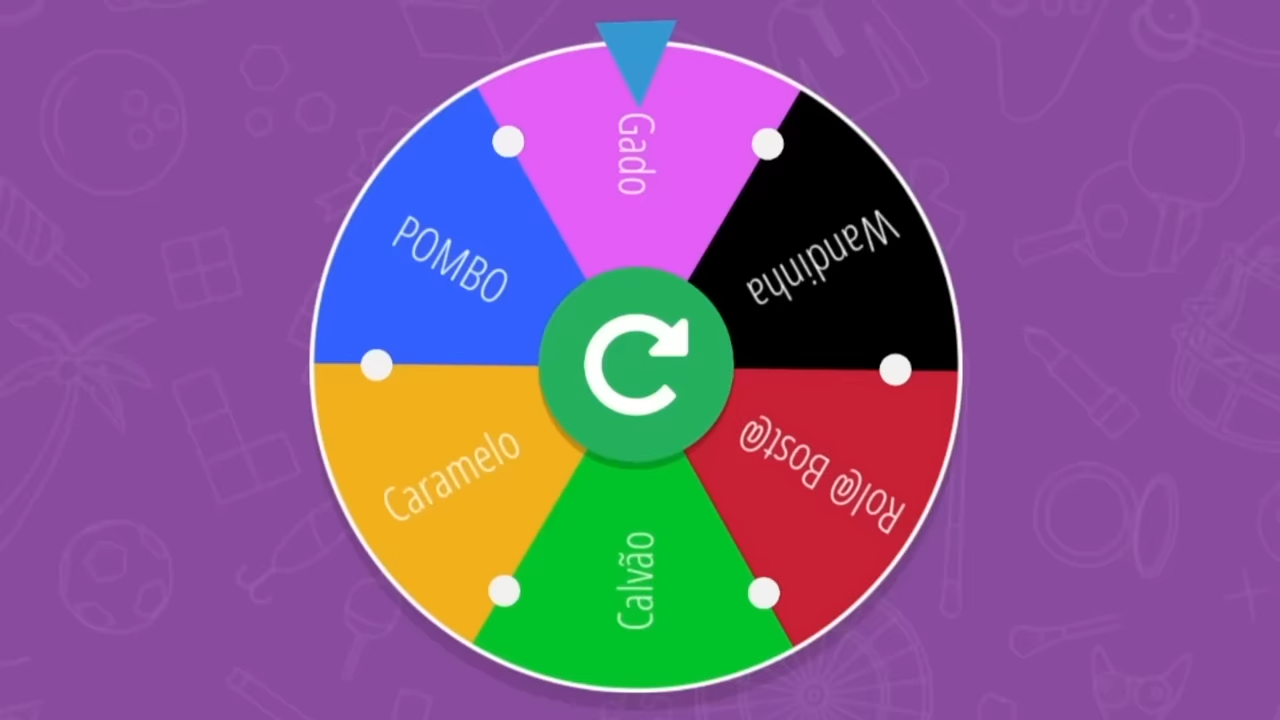 Gado
Wandinha
Rol@ Bost@
Calvão
Caramelo
POMBO